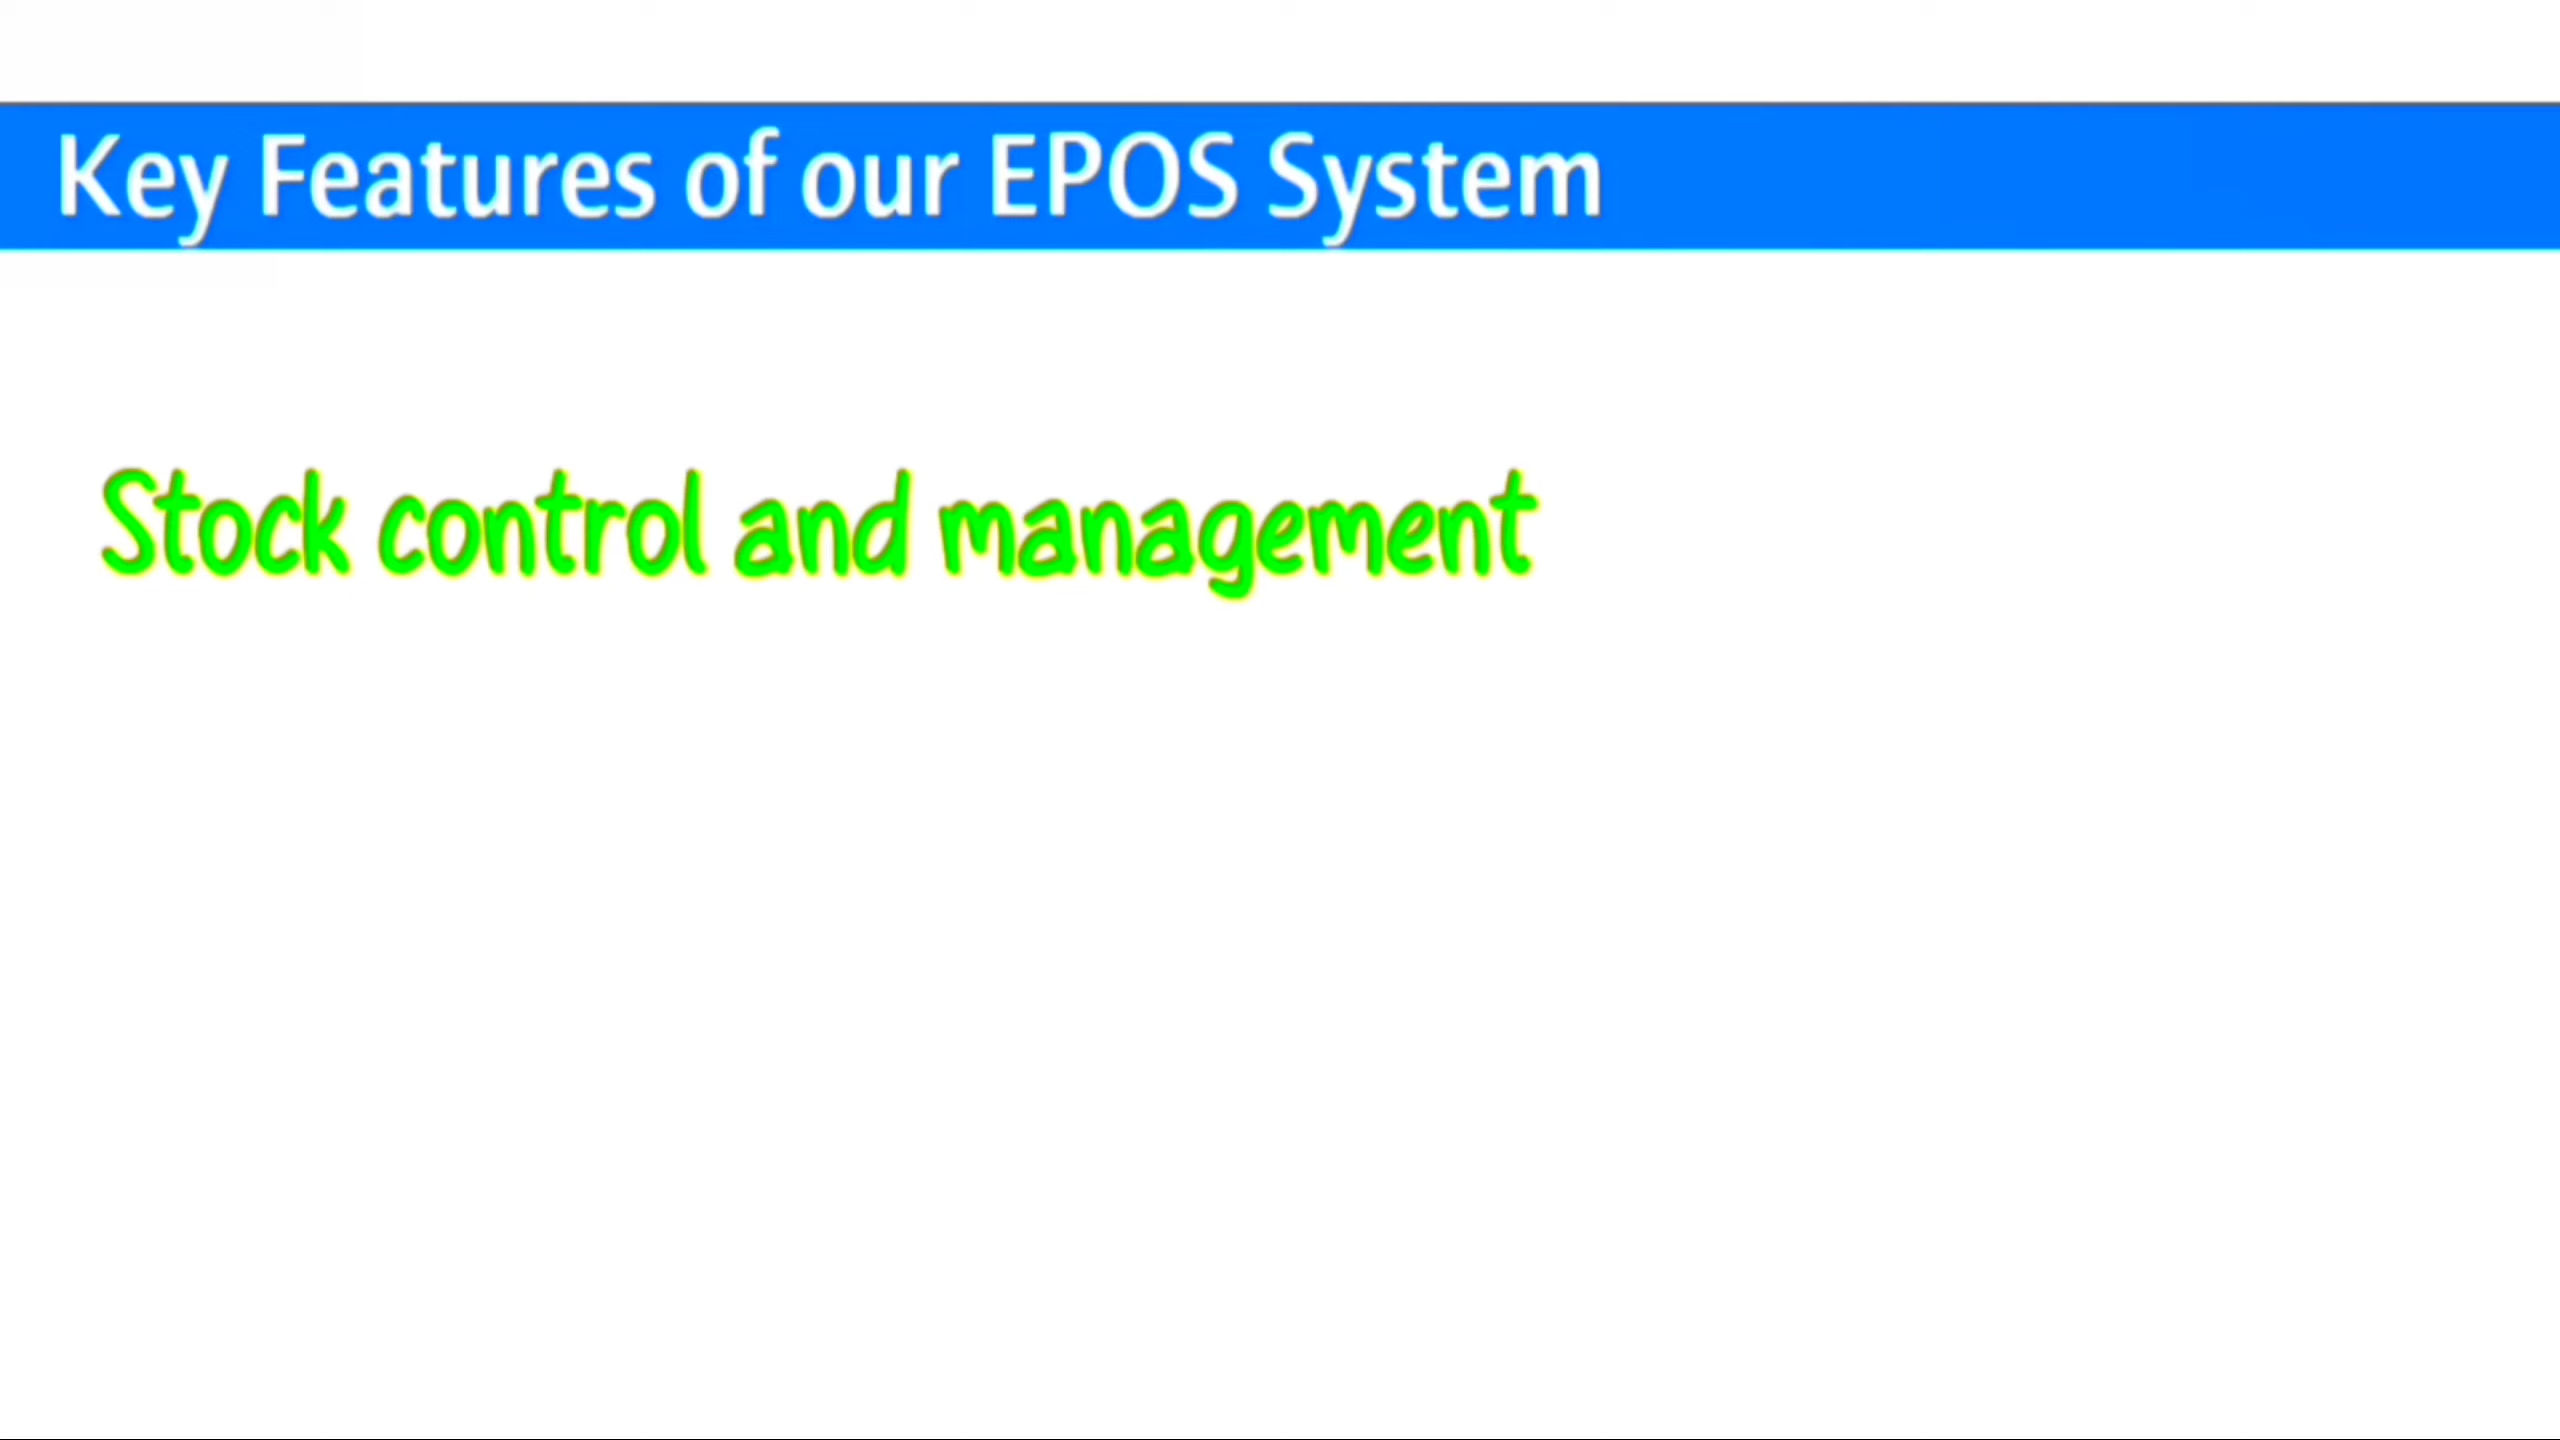 Key Features of our EPOS System
Stock control and management